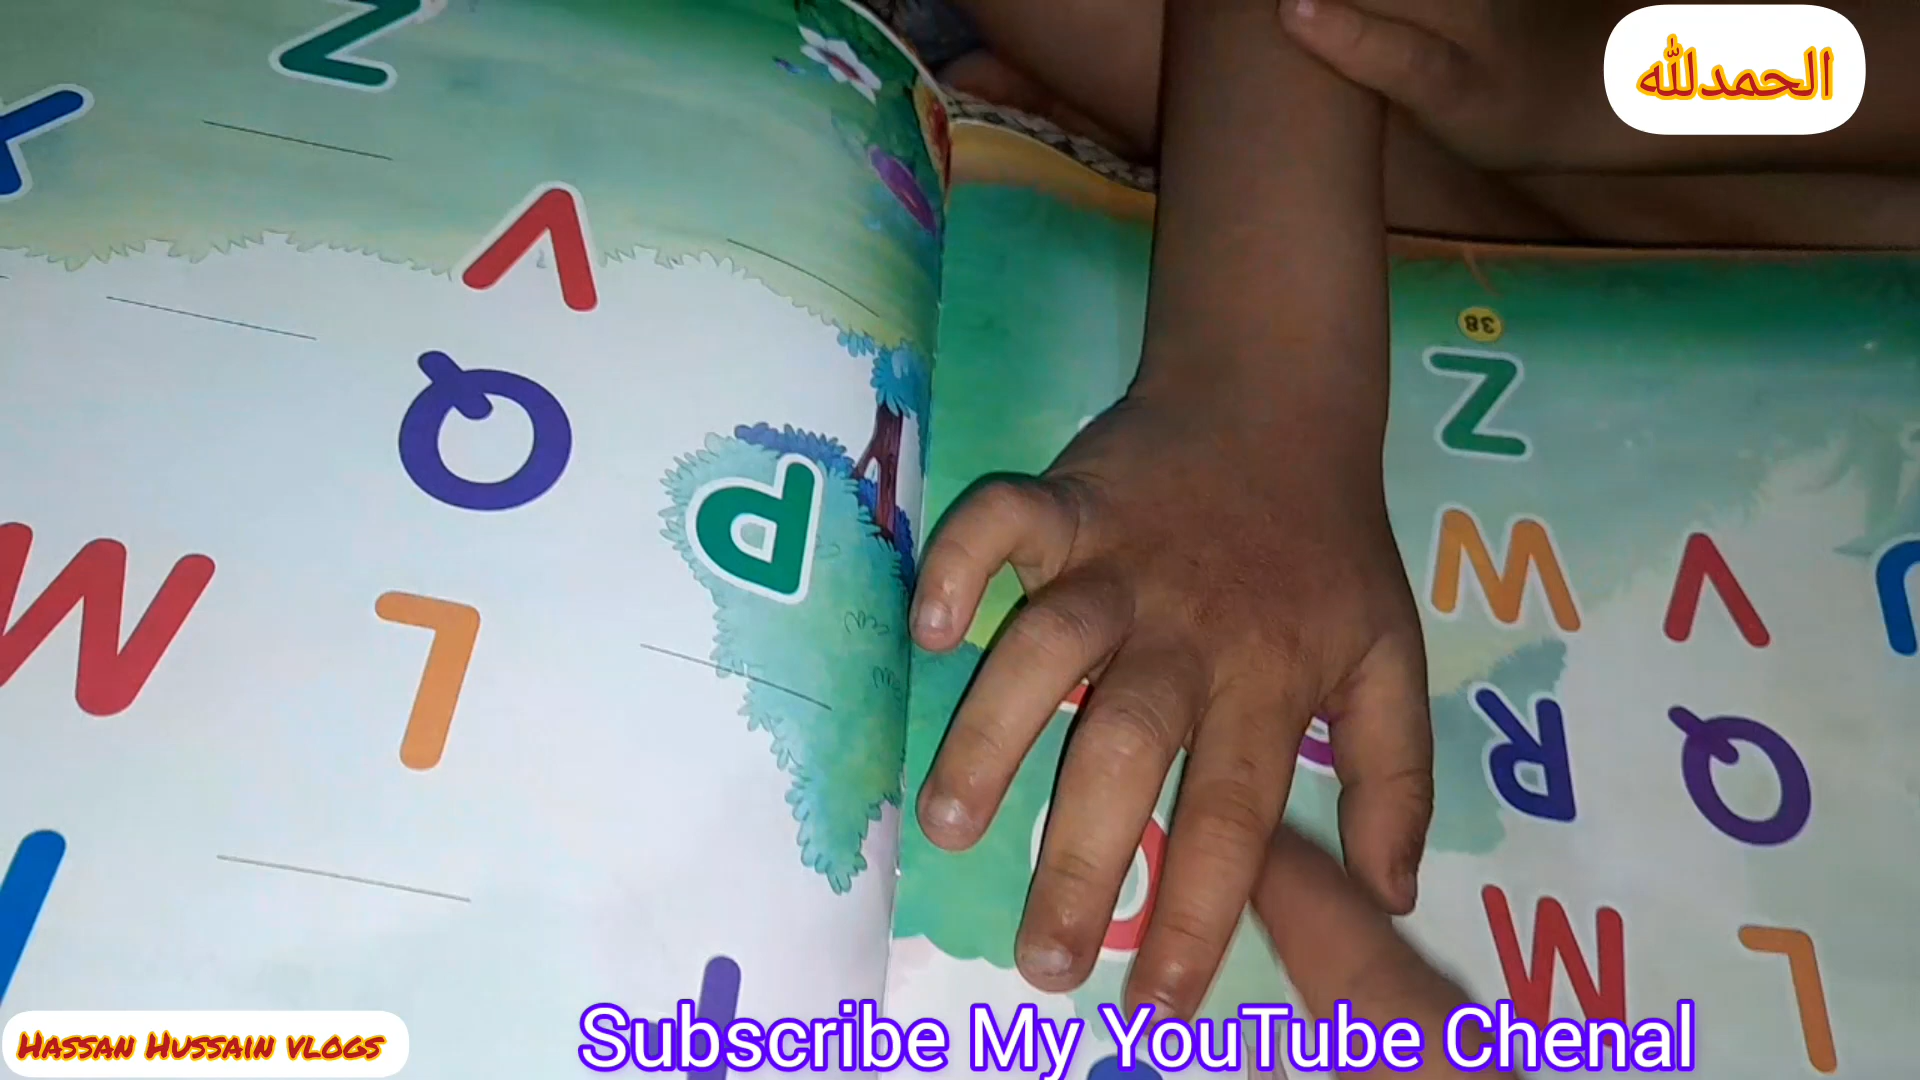 الحمدلله
Z
V
Q
P
M
L
38
Z
W
V
U
R
Q
M
L
Hassan Hussain vlogs
Subscribe My YouTube Chenal